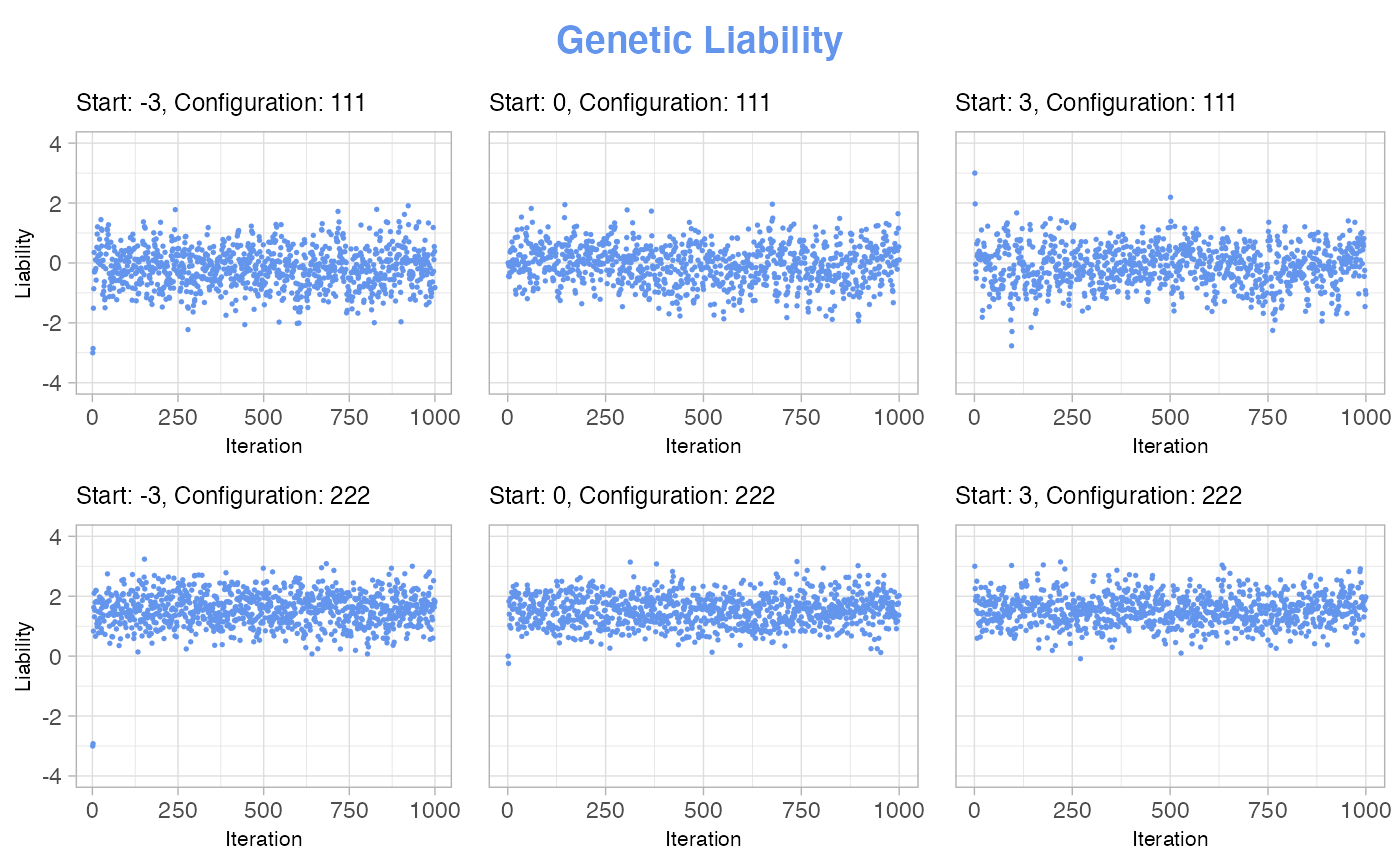 Genetic Liability
Start: -3, Configuration: 111
Start: 0, Configuration: 111
Start: 3, Configuration: 111
4
2
0
-2
-4
Liability
0 250 500 750 1000
0 250 500 750 1000
0 250 500 750 1000
Iteration
Iteration
Iteration
Start: -3, Configuration: 222
Start: 0, Configuration: 222
Start: 3, Configuration: 222
4
2
0
-2
-4
Liability
0 250 500 750 1000
0 250 500 750 1000
0 250 500 750 1000
Iteration
Iteration
Iteration